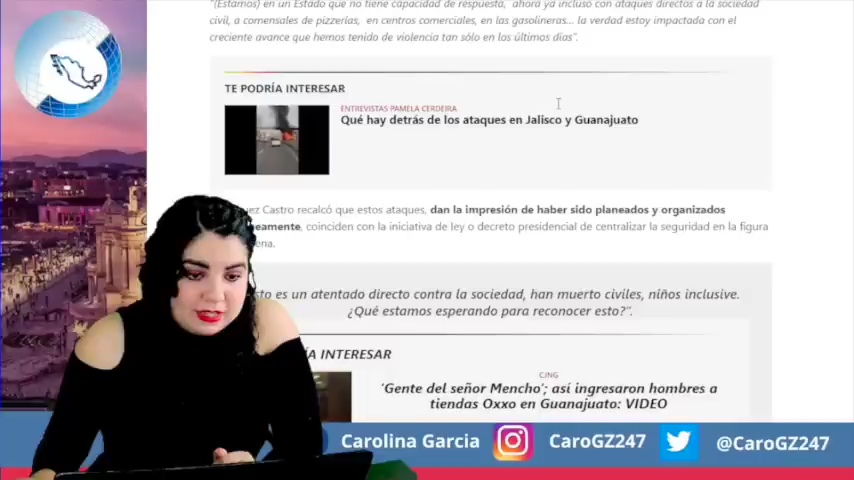 "(Estamos) en un Estado que no tiene capacidad de respuesta, ahora ya incluso con ataques directos a la sociedad
civil, a comensales de pizzerías, en centros comerciales, en las gasolineras... la verdad estoy impactada con el
creciente avance que hemos tenido de violencia tan sólo en los últimos días".
TE PODRÍA INTERESAR
ENTREVISTAS PAMELA CERDEIRA
Qué hay detrás de los ataques en Jalisco y Guanajuato
Castro recalcó que estos ataques, dan la impresión de haber sido planeados y organizados
coinciden con la iniciativa de ley o decreto presidencial de centralizar la seguridad en la figura
es un atentado directo contra la sociedad, han muerto civiles, niños inclusive.
¿Qué estamos esperando para reconocer esto?".
INTERESAR
CJNG
'Gente del señor Mencho'; así ingresaron hombres a
tiendas Oxxo en Guanajuato: VIDEO
Carolina Garcia CaroGZ247 @CaroGZ247